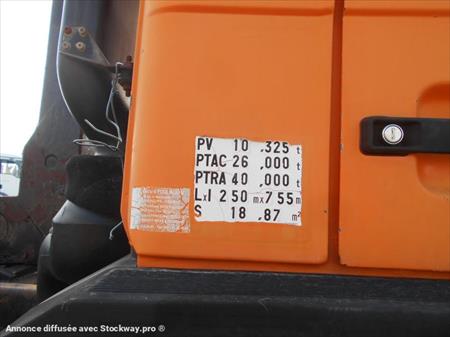 PV 10 .325 t
PTAC 26 .000 t
PTRA 40 .000 t
Lxl 2 50 m x 7 55 m
S 18 .87 m²
Annonce diffusée avec Stockway.pro ®